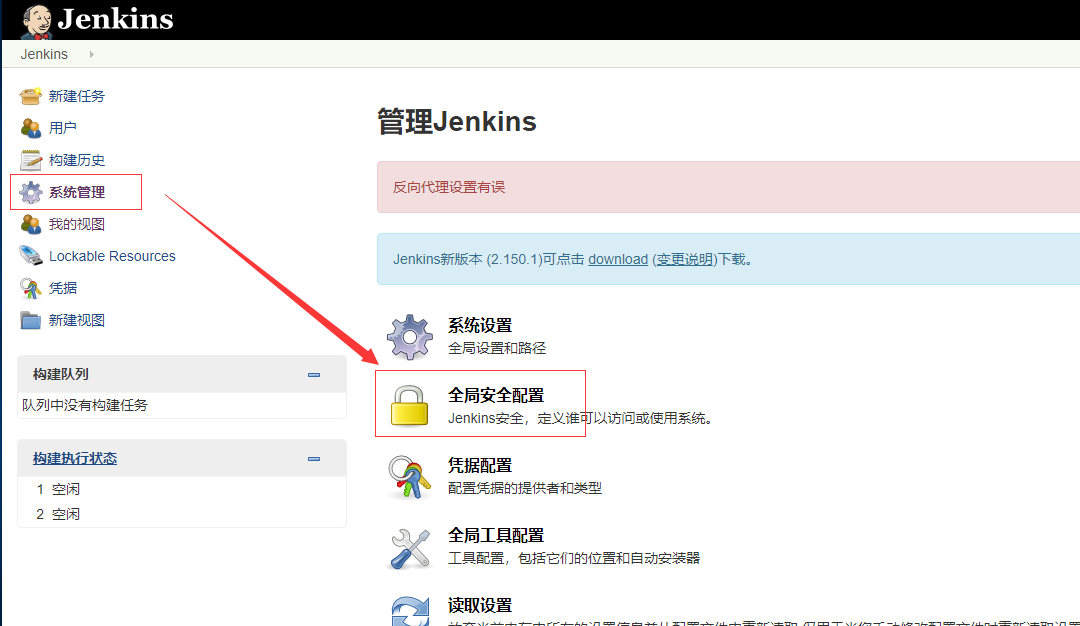 Jenkins
Jenkins
新建任务
用户
构建历史
系统管理
我的视图
Lockable Resources
凭据
新建视图
构建队列
队列中没有构建任务
构建执行状态
1 空闲
2 空闲
管理Jenkins
反向代理设置有误
Jenkins新版本 (2.150.1)可点击 download (变更说明)下载。
系统设置
全局设置和路径
全局安全配置
Jenkins安全，定义谁可以访问或使用系统。
凭据配置
配置凭据的提供者和类型
全局工具配置
工具配置，包括它们的位置和自动安装器
读取设置